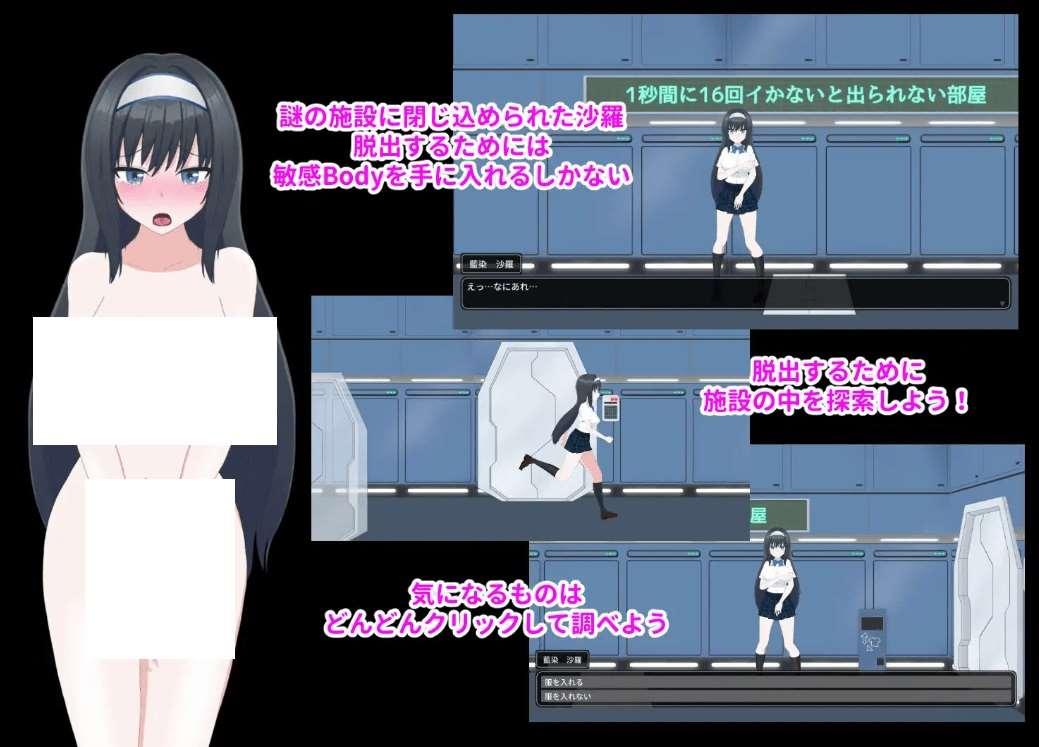 1秒間に16回イかないと出られない部屋
謎の施設に閉じ込められた沙羅
脱出するためには
敏感Bodyを手に入れるしかない
藍染　沙羅
えっ…なにあれ…
脱出するために
施設の中を探索しよう！
屋
気になるものは
どんどんクリックして調べよう
藍染　沙羅
服を入れる
服を入れない